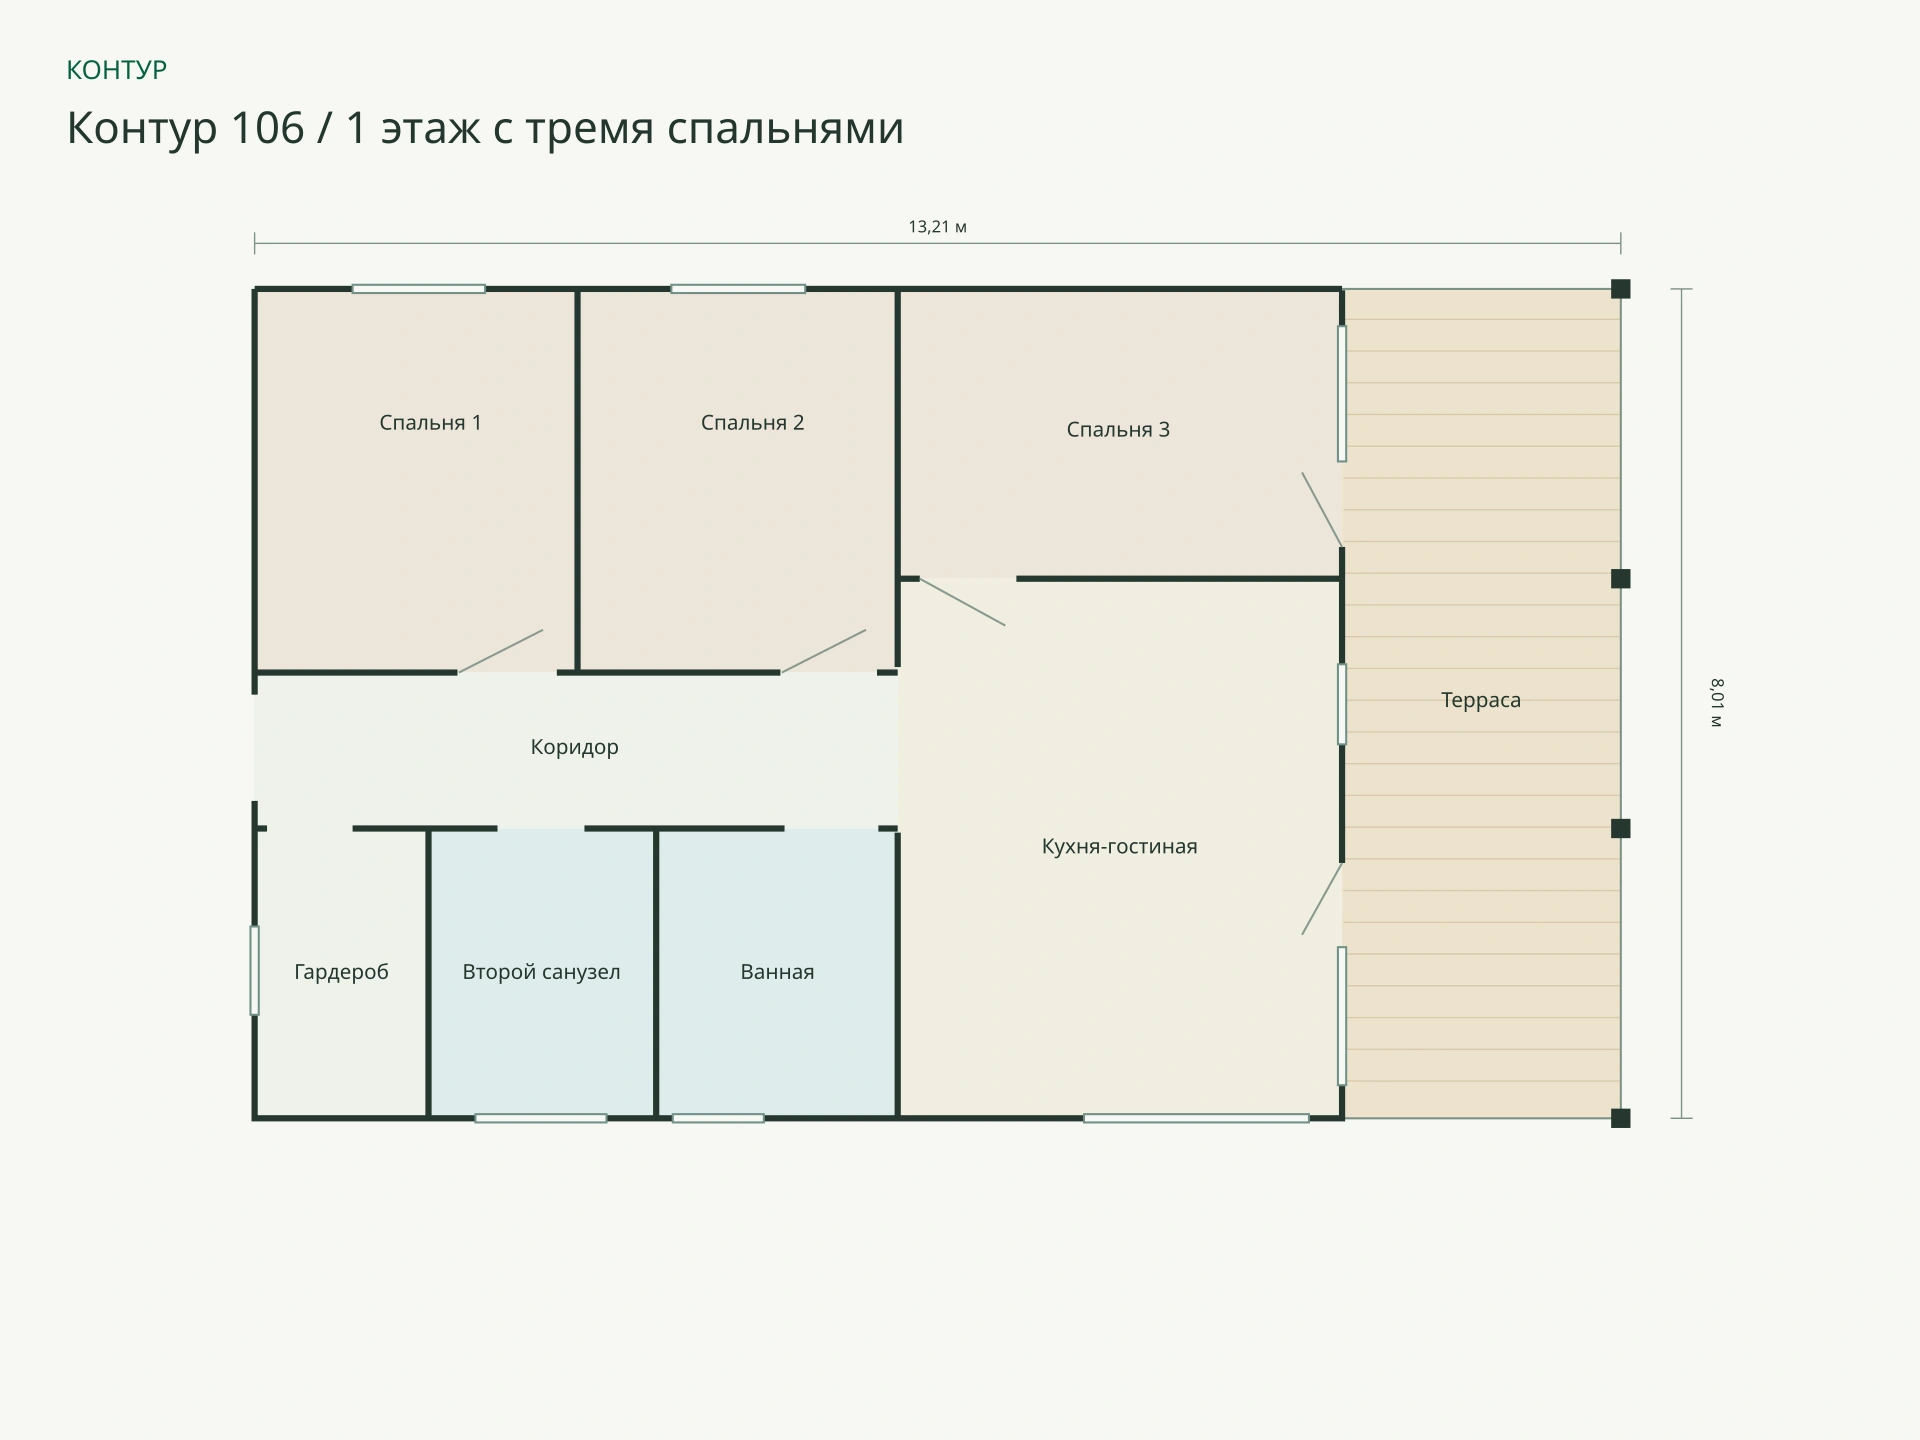 КОНТУР
Контур 106 / 1 этаж с тремя спальнями
13,21 м
Спальня 1
Спальня 2
Спальня 3
8,01 м
Терраса
Коридор
Кухня-гостиная
Гардероб
Второй санузел
Ванная